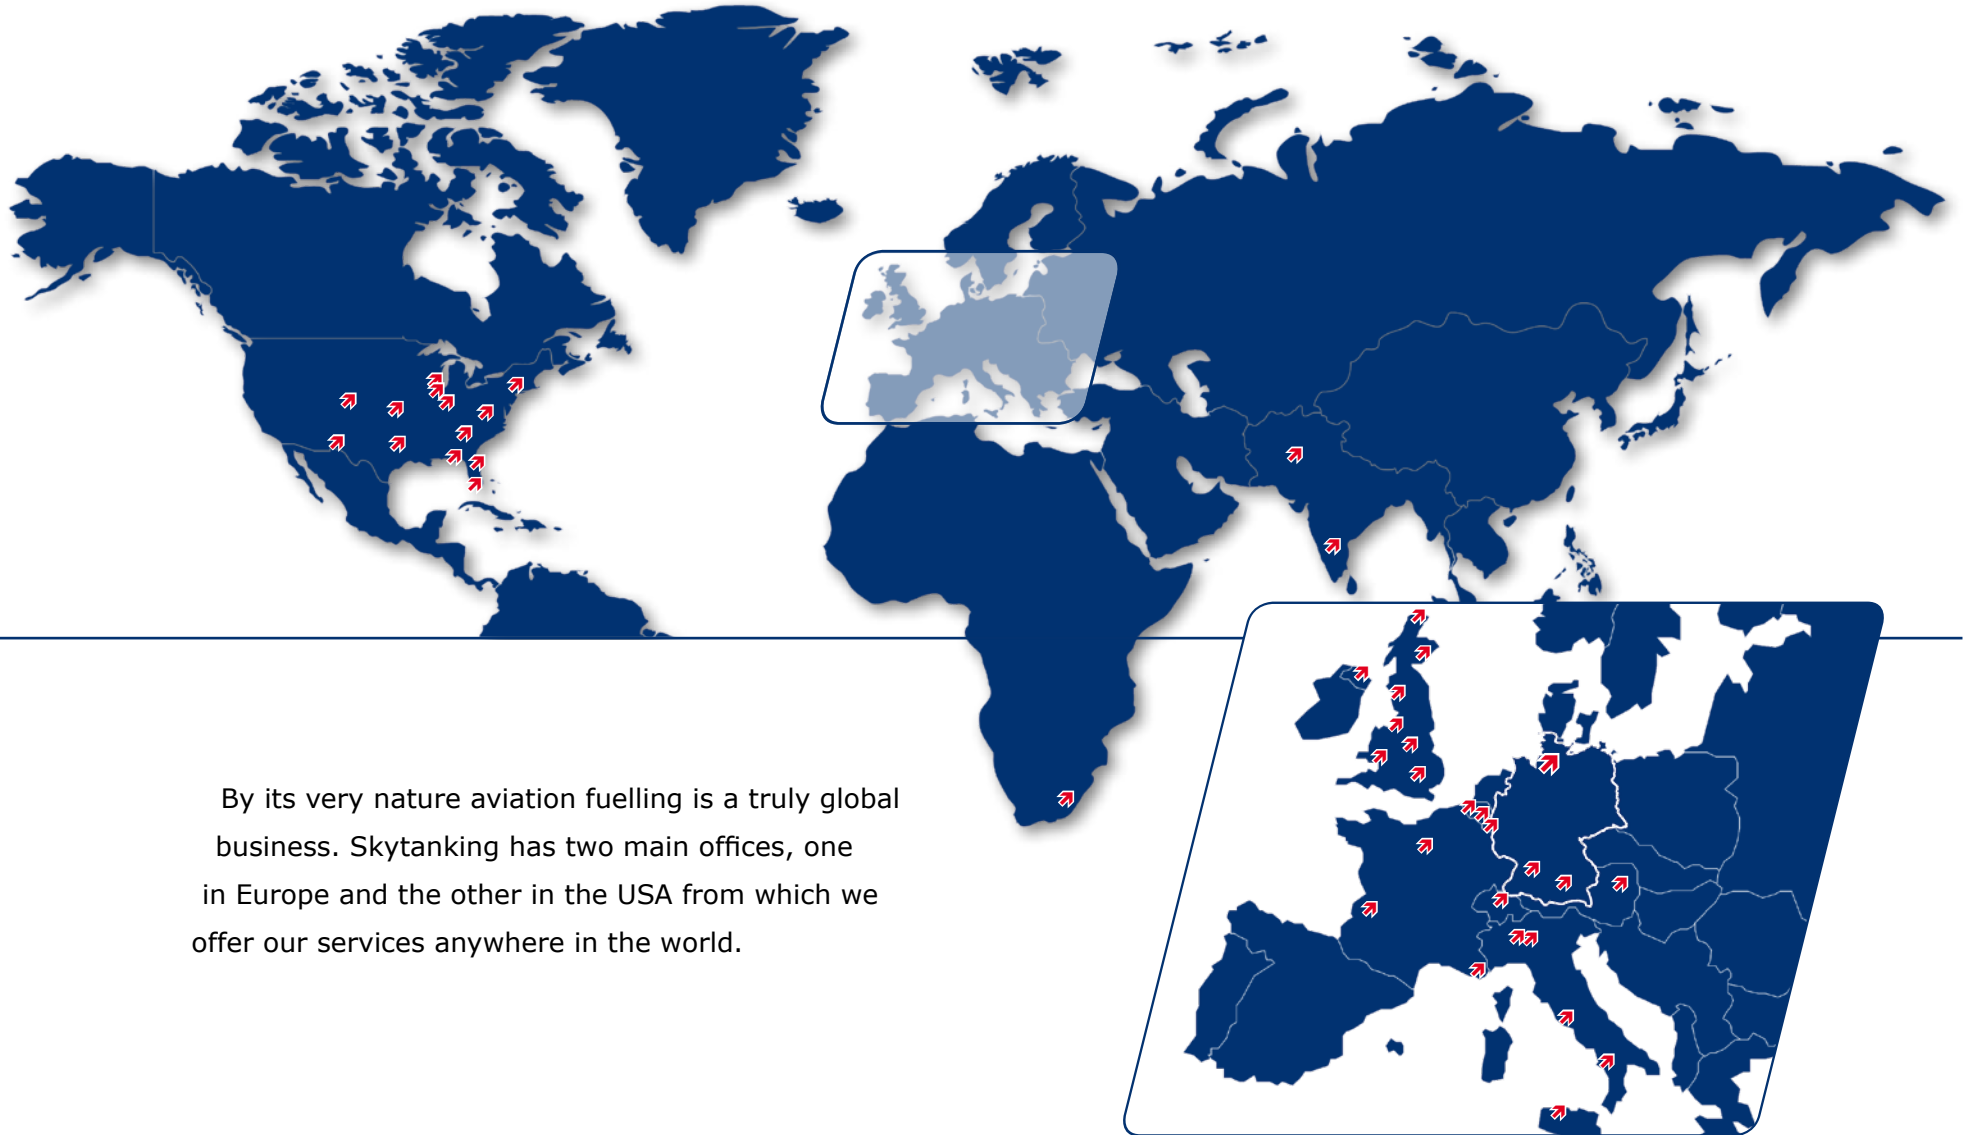 By its very nature aviation fuelling is a truly global
business. Skytanking has two main offices, one
in Europe and the other in the USA from which we
offer our services anywhere in the world.